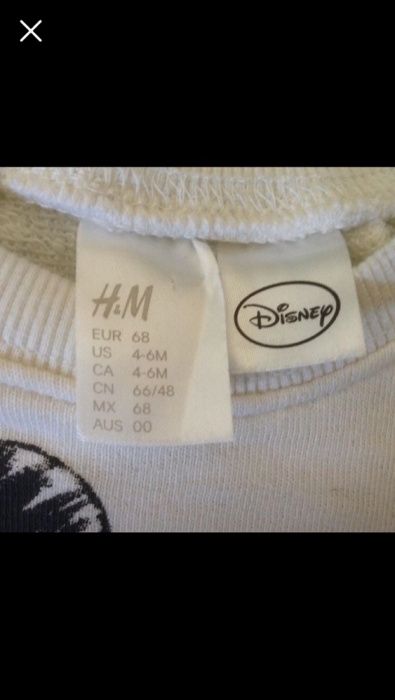 H&M
EUR 68
US 4-6M
CA 4-6M
CN 66/48
MX 68
AUS 00
DISNEY